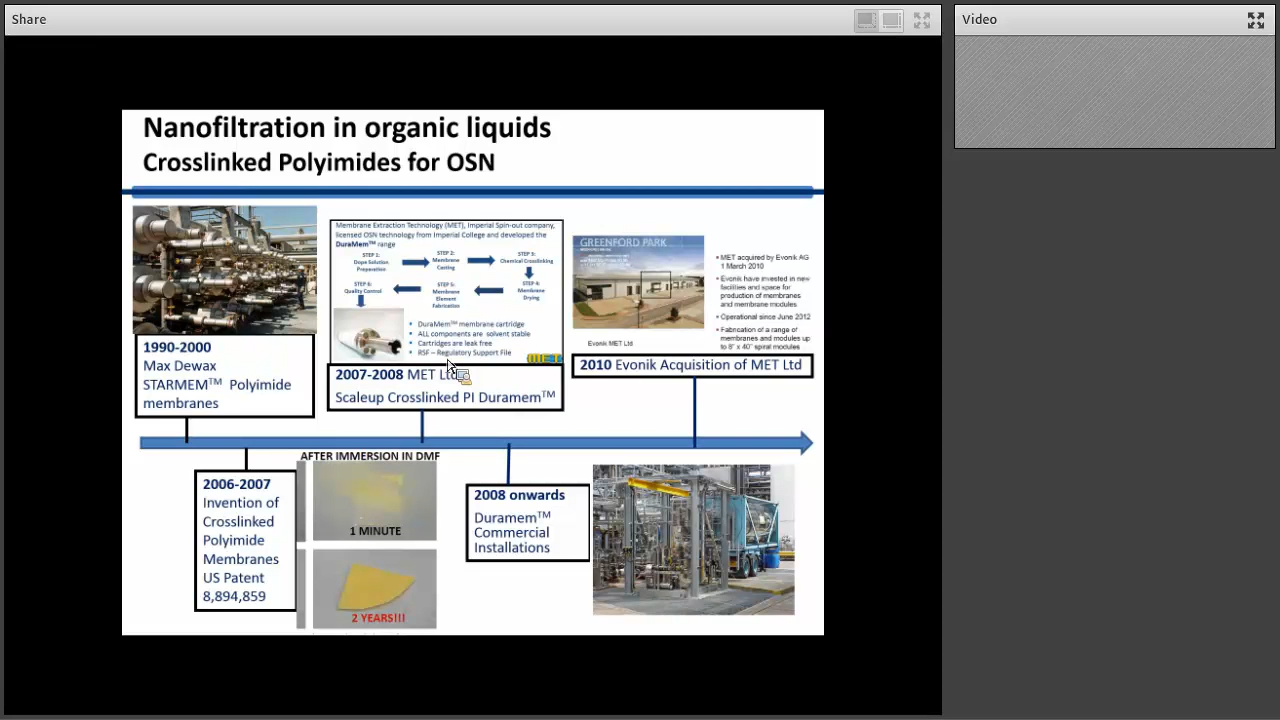 Share
Video
Nanofiltration in organic liquids
Crosslinked Polyimides for OSN
1990-2000
Max Dewax
STARMEM™ Polyimide
membranes
Membrane Extraction Technology (MET), Imperial Spin-out company,
licensed OSN technology from Imperial College and developed the
DuraMem™ range
STEP 1:
Dope Solution
Preparation
STEP 2:
Membrane
Casting
STEP 3:
Chemical Crosslinking
STEP 4:
Membrane
Drying
STEP 5:
Membrane
Element
Fabrication
STEP 6:
Quality Control
• DuraMem™ membrane cartridge
• ALL components are solvent stable
• Cartridges are leak free
• RSF – Regulatory Support File
MET
2007-2008 MET Ltd
Scaleup Crosslinked PI Duramem™
GREENFORD PARK
Evonik MET Ltd
▪ MET acquired by Evonik AG
1 March 2010
▪ Evonik have invested in new
facilities and space for
production of membranes
and membrane modules
▪ Operational since June 2012
▪ Fabrication of a range of
membranes and modules up
to 8" x 40" spiral modules
2010 Evonik Acquisition of MET Ltd
2006-2007
Invention of
Crosslinked
Polyimide
Membranes
US Patent
8,894,859
AFTER IMMERSION IN DMF
1 MINUTE
2 YEARS!!!
2008 onwards
Duramem™
Commercial
Installations